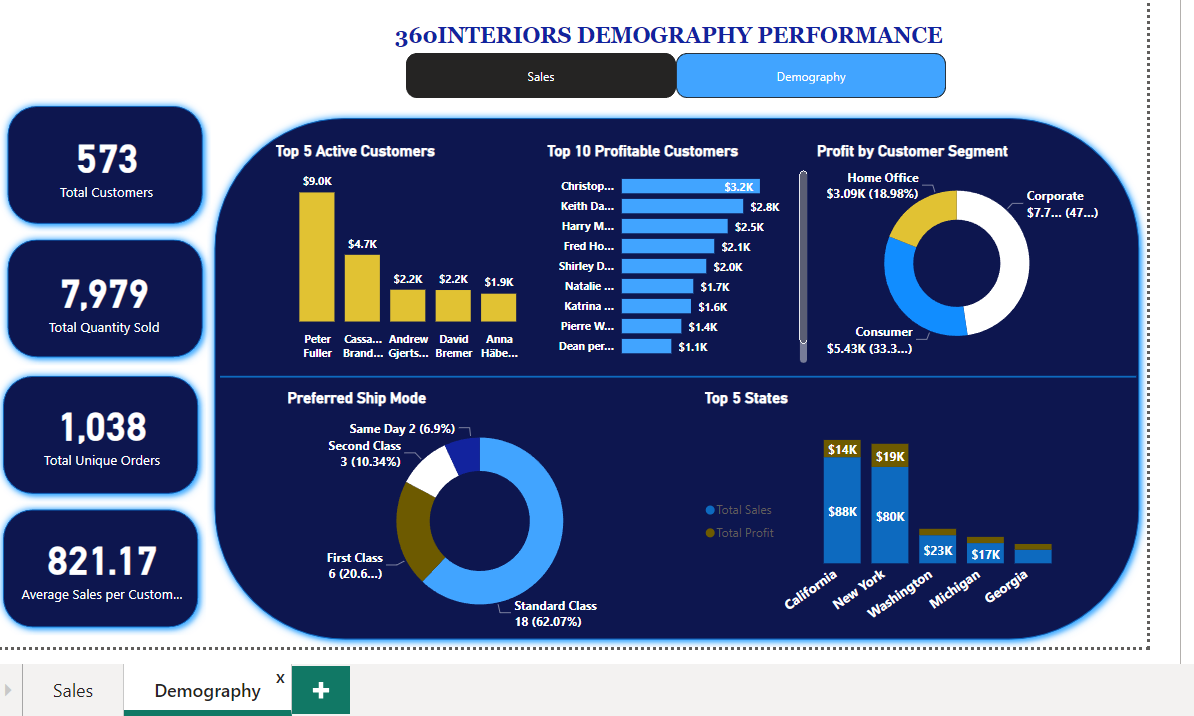 360INTERIORS DEMOGRAPHY PERFORMANCE
Sales
Demography
573
Total Customers
7,979
Total Quantity Sold
1,038
Total Unique Orders
821.17
Average Sales per Custom...
Top 5 Active Customers
$9.0K
$4.7K
$2.2K
$2.2K
$1.9K
Peter
Fuller
Cassa...
Brand...
Andrew
Gjerts...
David
Bremer
Anna
Häbe...
Top 10 Profitable Customers
Christop... $3.2K
Keith Da... $2.8K
Harry M... $2.5K
Fred Ho... $2.1K
Shirley D... $2.0K
Natalie ... $1.7K
Katrina ... $1.6K
Pierre W... $1.4K
Dean per... $1.1K
Profit by Customer Segment
Home Office
$3.09K (18.98%)
Corporate
$7.7... (47...)
Consumer
$5.43K (33.3...)
Preferred Ship Mode
Same Day 2 (6.9%)
Second Class
3 (10.34%)
First Class
6 (20.6...)
Standard Class
18 (62.07%)
Top 5 States
Total Sales
Total Profit
$14K
$19K
$88K
$80K
$23K
$17K
California
New York
Washington
Michigan
Georgia
Sales
Demography
x
+